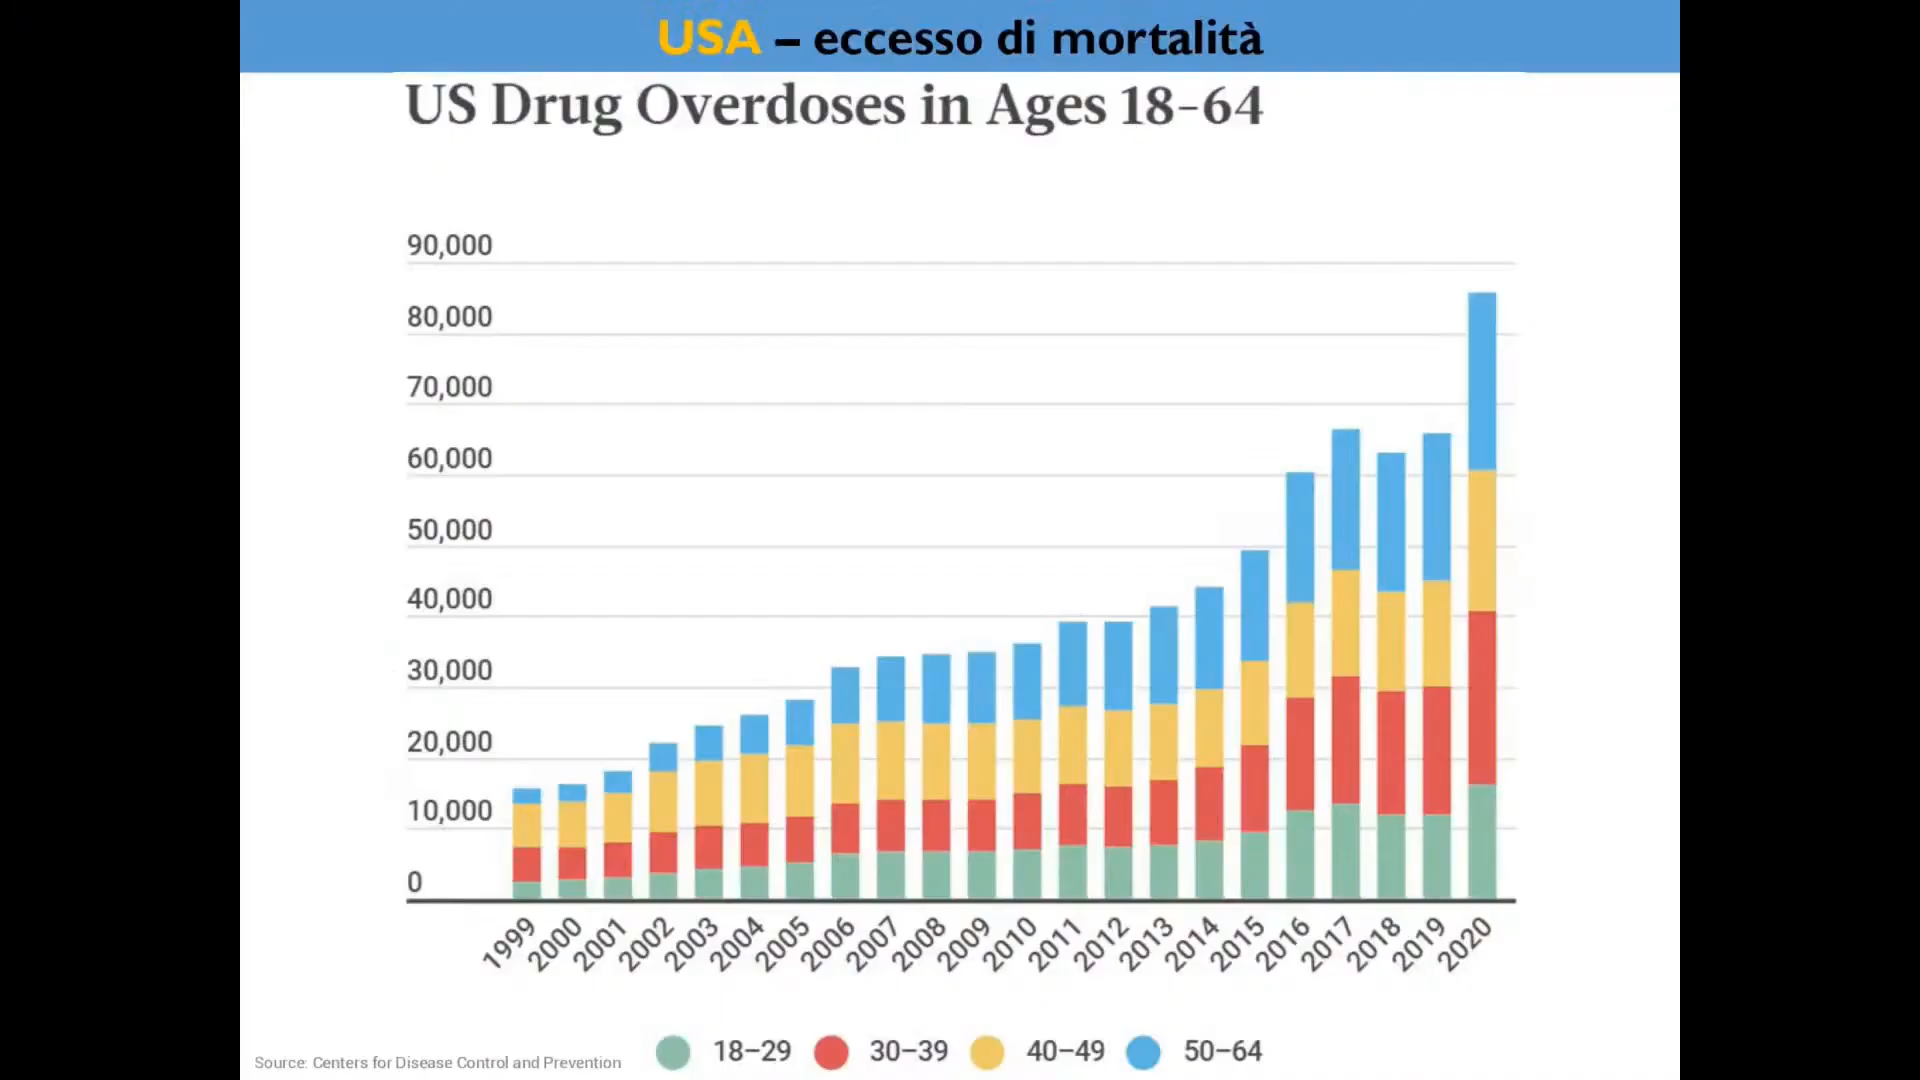 USA – eccesso di mortalità
US Drug Overdoses in Ages 18–64
90,000
80,000
70,000
60,000
50,000
40,000
30,000
20,000
10,000
0
1999 2000 2001 2002 2003 2004 2005 2006 2007 2008 2009 2010 2011 2012 2013 2014 2015 2016 2017 2018 2019 2020
18–29 30–39 40–49 50–64
Source: Centers for Disease Control and Prevention